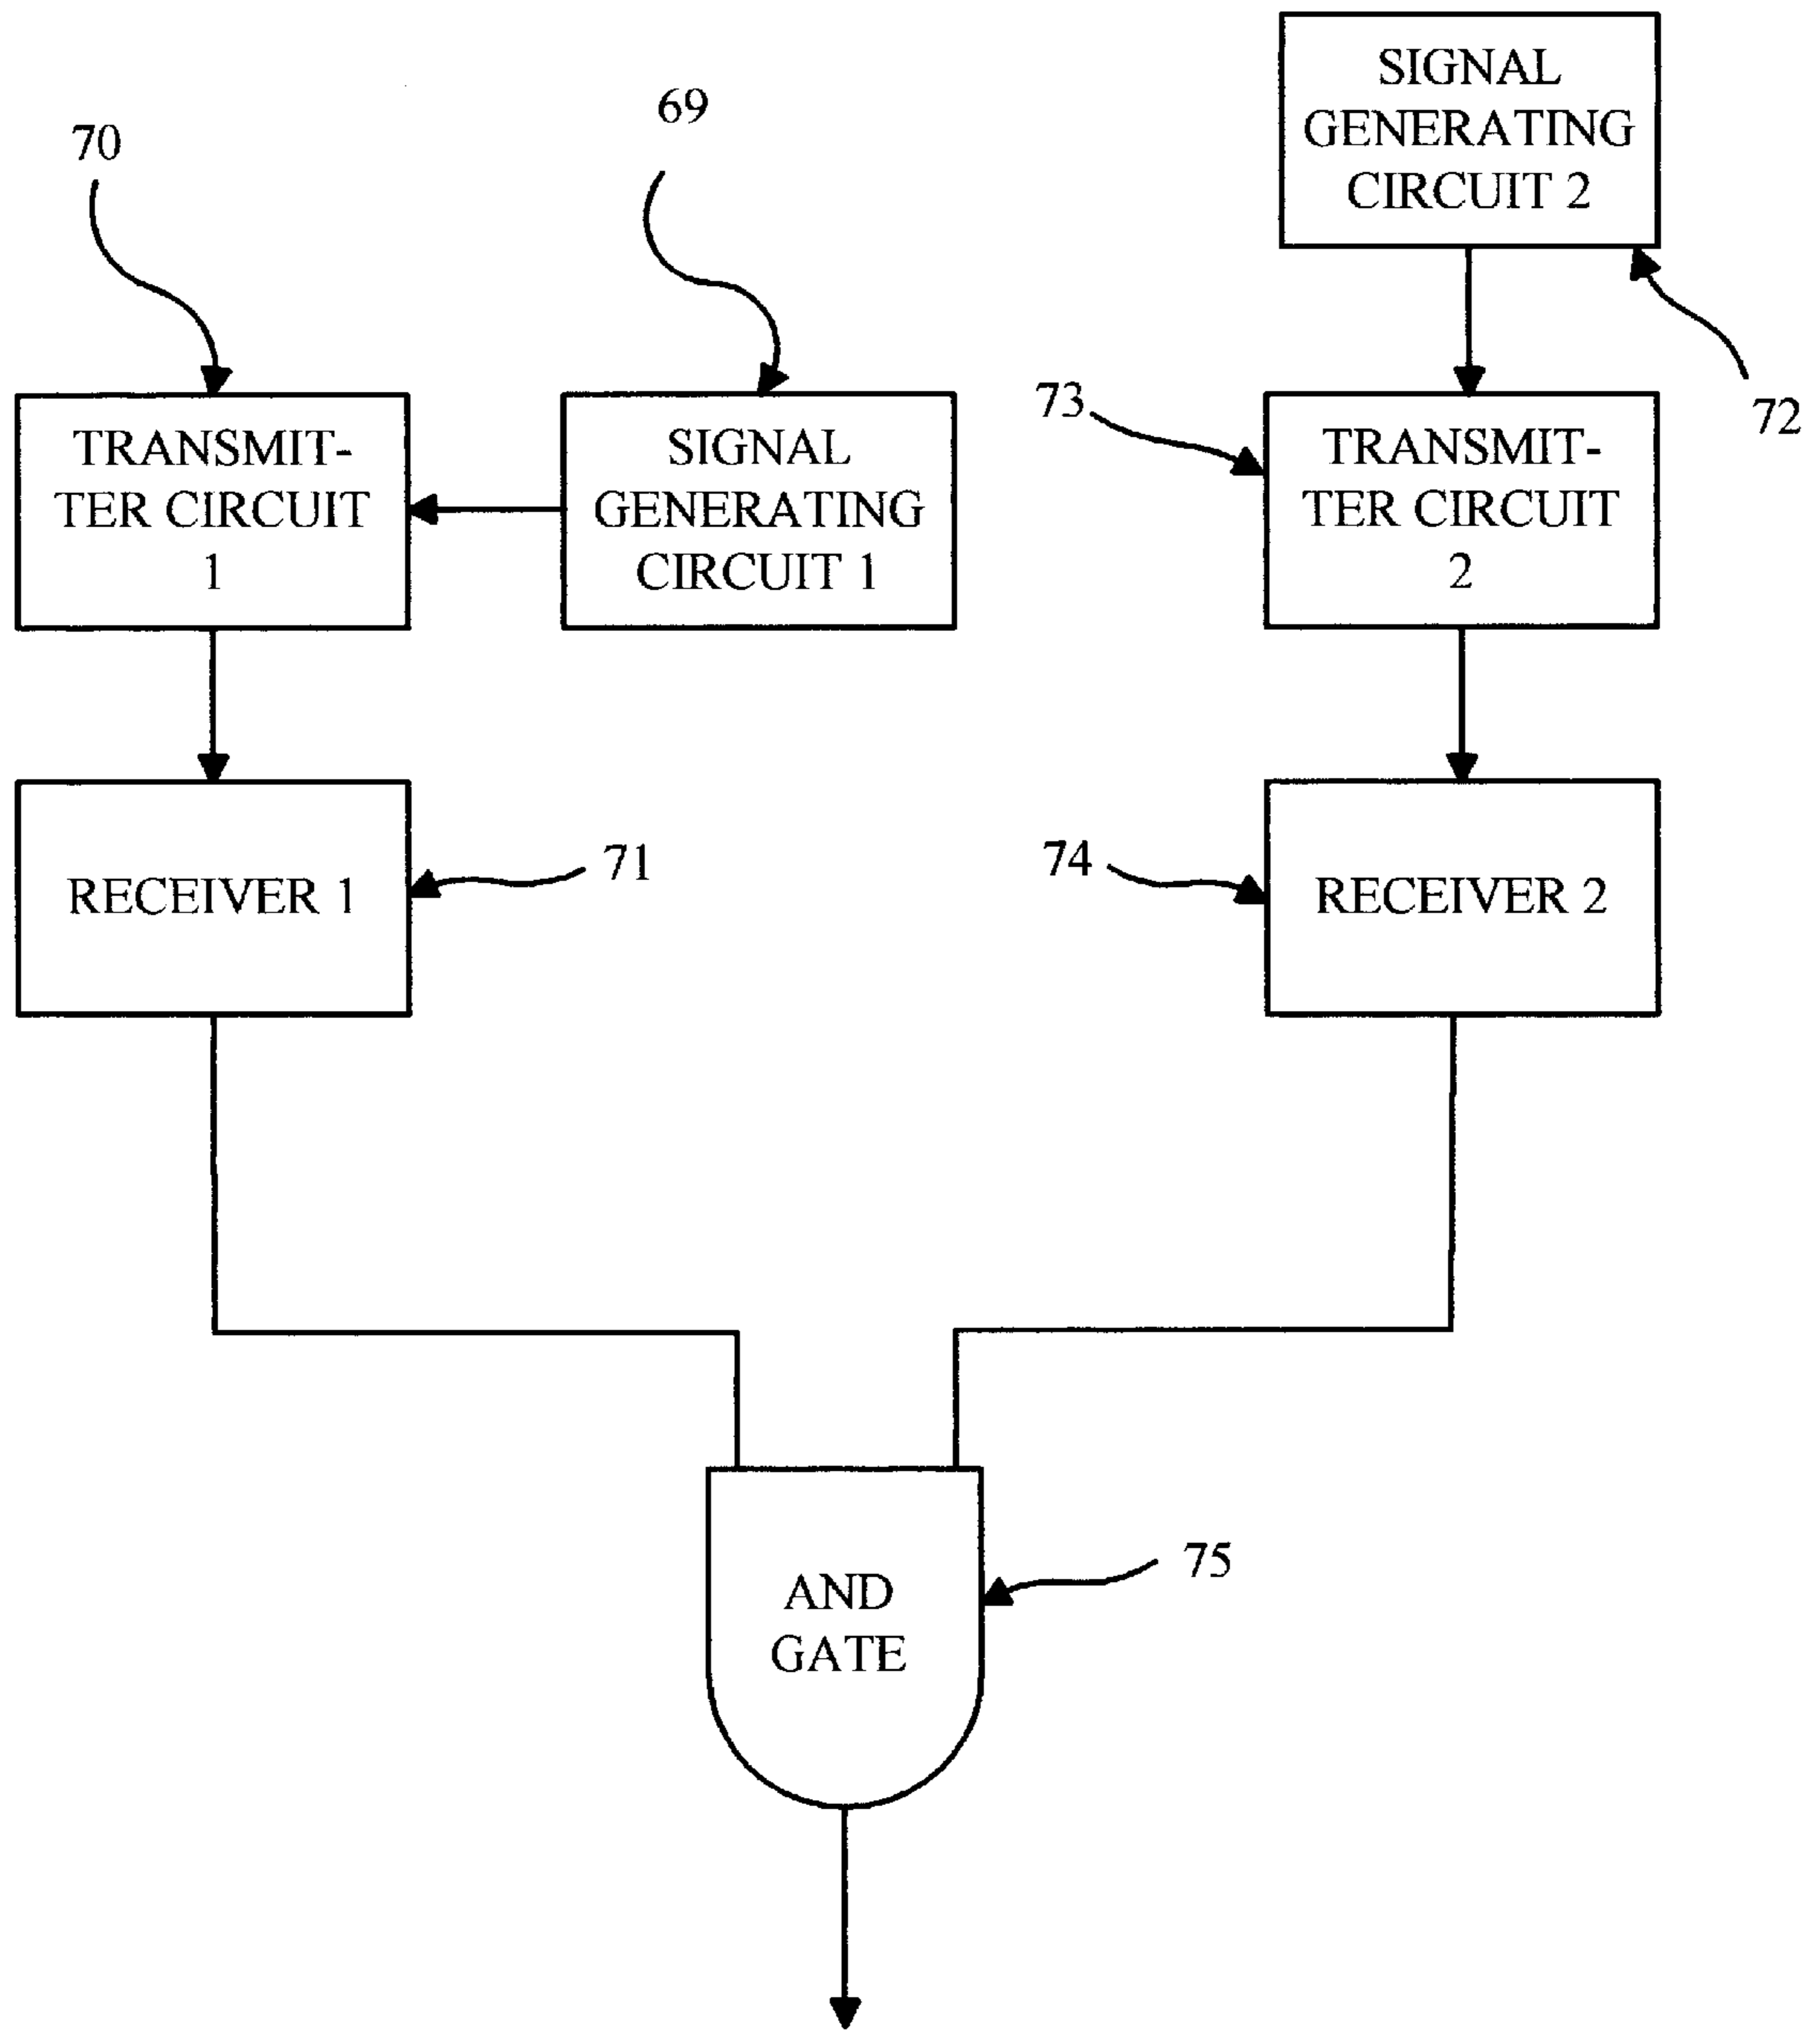 SIGNAL
GENERATING
CIRCUIT 2
69
70
72
73
TRANSMIT-
TER CIRCUIT
1
SIGNAL
GENERATING
CIRCUIT 1
TRANSMIT-
TER CIRCUIT
2
71
74
RECEIVER 1
RECEIVER 2
75
AND
GATE